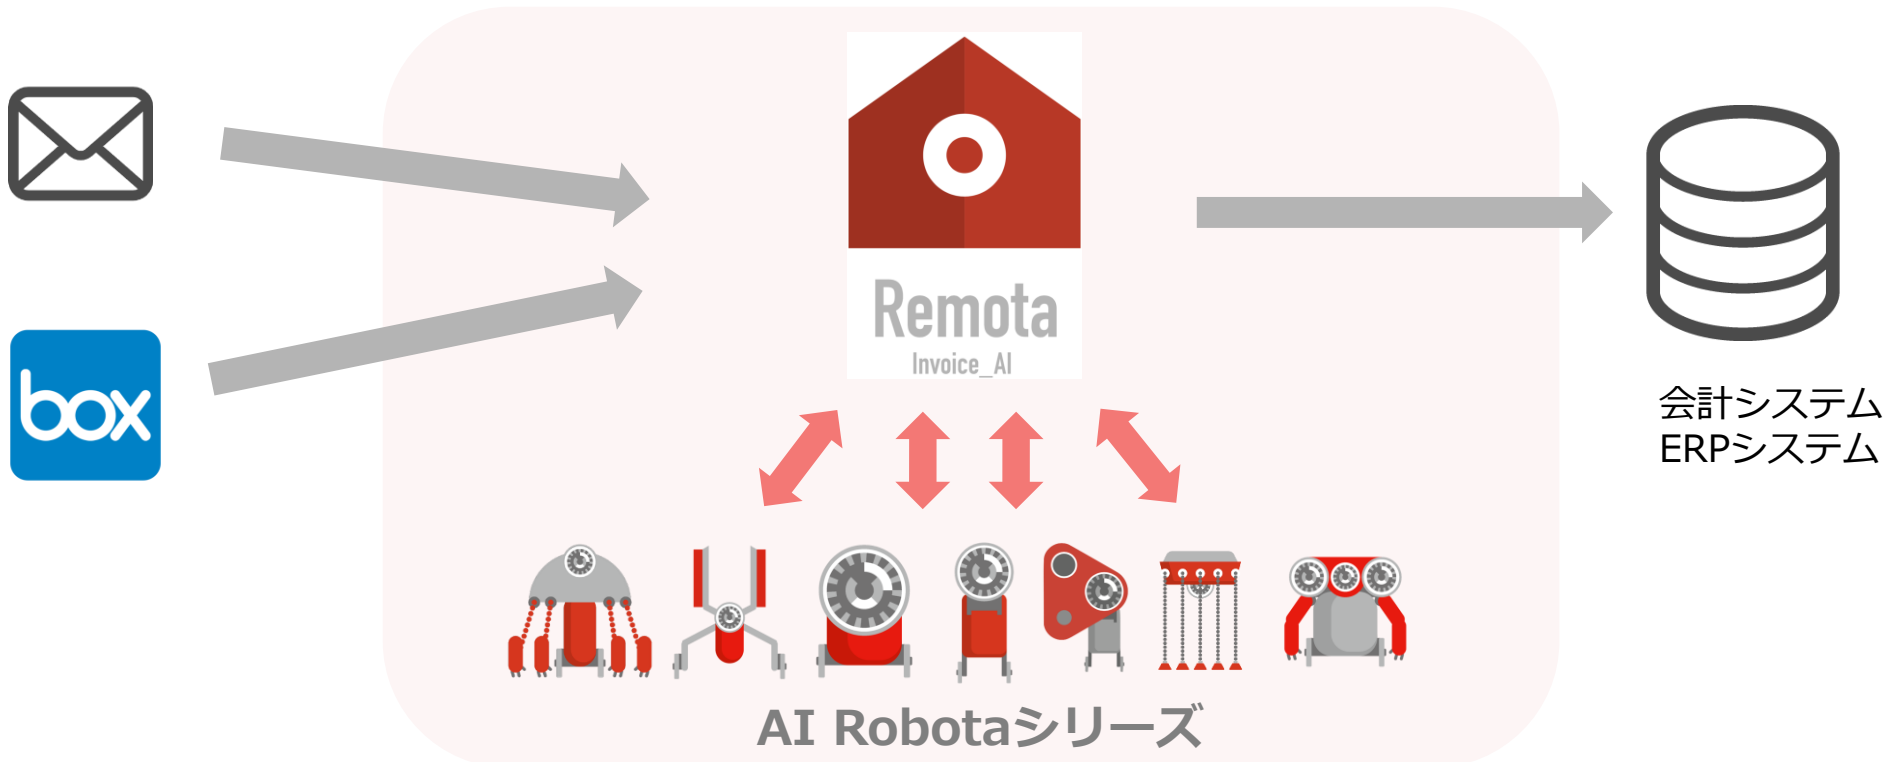 Remota
Invoice_AI
box
会計システム
ERPシステム
AI Robotaシリーズ